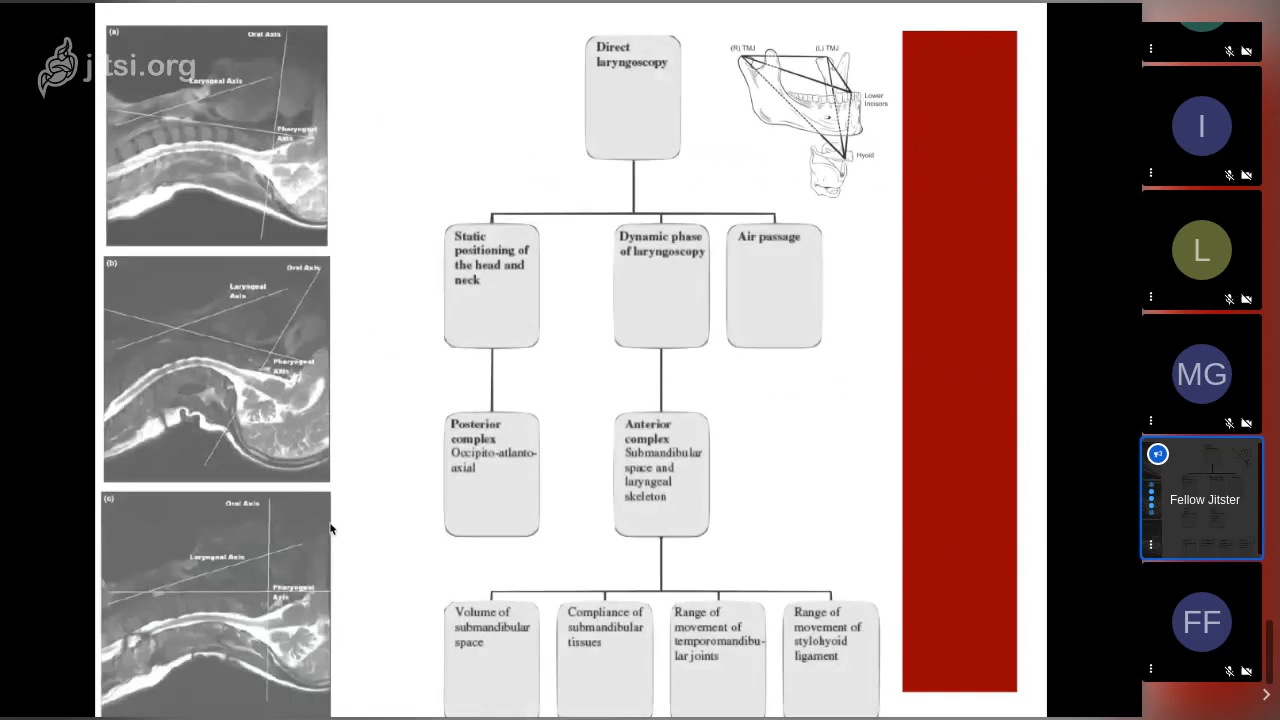 (a)
Oral Axis
jitsi.org
Laryngeal Axis
Pharyngeal
Axis
(b)
Oral Axis
Laryngeal
Axis
Pharyngeal
Axis
(c)
Oral Axis
Laryngeal Axis
Pharyngeal
Axis
Direct
laryngoscopy
(R) TMJ
(L) TMJ
Lower
Incisors
Hyoid
Static
positioning of
the head and
neck
Dynamic phase
of laryngoscopy
Air passage
Posterior
complex
Occipito-atlanto-
axial
Anterior
complex
Submandibular
space and
laryngeal
skeleton
Volume of
submandibular
space
Compliance of
submandibular
tissues
Range of
movement of
temporomandibu-
lar joints
Range of
movement of
stylohyoid
ligament
I
L
MG
Fellow Jitster
FF